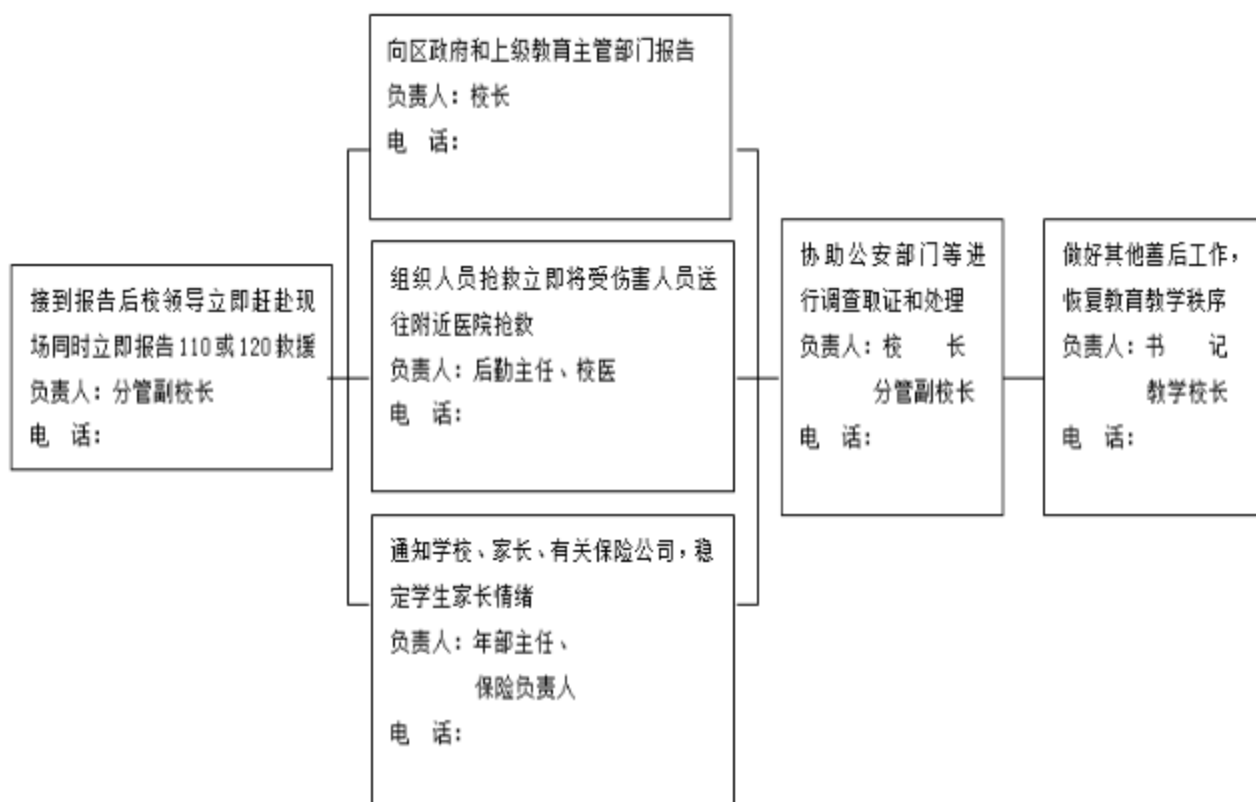 接到报告后校领导立即赶赴现
场同时立即报告110或120救援
负责人：分管副校长
电　话：
向区政府和上级教育主管部门报告
负责人：校长
电　话：
组织人员抢救立即将受伤害人员送
往附近医院抢救
负责人：后勤主任、校医
电　话：
通知学校、家长、有关保险公司，稳
定学生家长情绪
负责人：年部主任、
保险负责人
电　话：
协助公安部门等进
行调查取证和处理
负责人：校　　长
分管副校长
电　话：
做好其他善后工作，
恢复教育教学秩序
负责人：书　　记
教学校长
电　话：